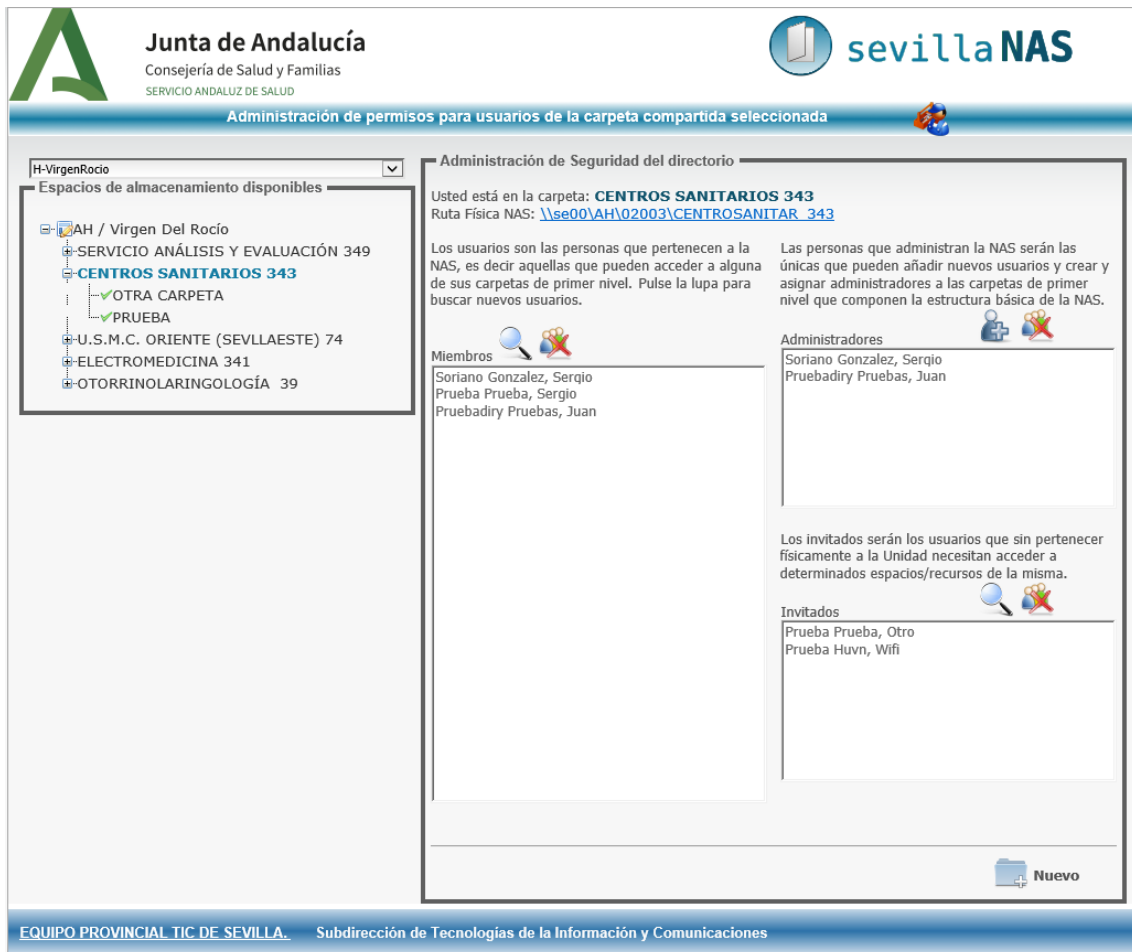 Junta de Andalucía
Consejería de Salud y Familias
SERVICIO ANDALUZ DE SALUD
sevillaNAS
Administración de permisos para usuarios de la carpeta compartida seleccionada
H-VirgenRocio
Espacios de almacenamiento disponibles
AH / Virgen Del Rocío
SERVICIO ANÁLISIS Y EVALUACIÓN 349
CENTROS SANITARIOS 343
OTRA CARPETA
PRUEBA
U.S.M.C. ORIENTE (SEVLLAESTE) 74
ELECTROMEDICINA 341
OTORRINOLARINGOLOGÍA 39
Administración de Seguridad del directorio
Usted está en la carpeta: CENTROS SANITARIOS 343
Ruta Física NAS: \\se00\AH\02003\CENTROSANITAR_343
Los usuarios son las personas que pertenecen a la
NAS, es decir aquellas que pueden acceder a alguna
de sus carpetas de primer nivel. Pulse la lupa para
buscar nuevos usuarios.
Miembros
Soriano Gonzalez, Sergio
Prueba Prueba, Sergio
Pruebadiry Pruebas, Juan
Las personas que administran la NAS serán las
únicas que pueden añadir nuevos usuarios y crear y
asignar administradores a las carpetas de primer
nivel que componen la estructura básica de la NAS.
Administradores
Soriano Gonzalez, Sergio
Pruebadiry Pruebas, Juan
Los invitados serán los usuarios que sin pertenecer
físicamente a la Unidad necesitan acceder a
determinados espacios/recursos de la misma.
Invitados
Prueba Prueba, Otro
Prueba Huvn, Wifi
Nuevo
EQUIPO PROVINCIAL TIC DE SEVILLA. Subdirección de Tecnologías de la Información y Comunicaciones